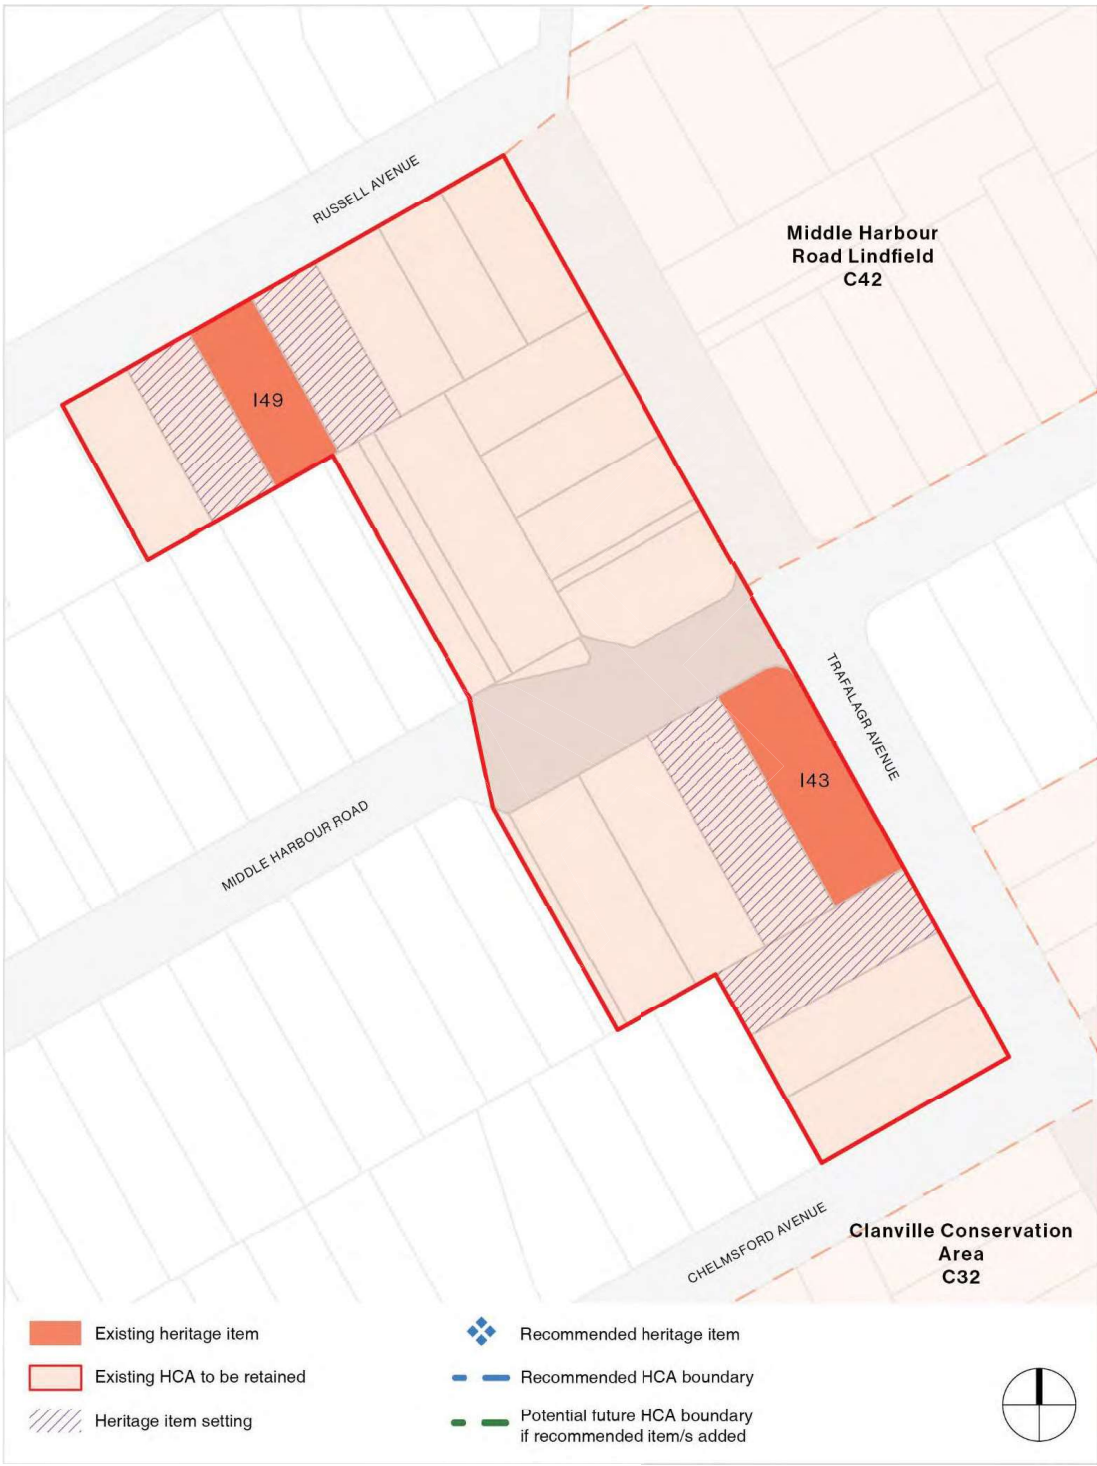 RUSSELL AVENUE
Middle Harbour
Road Lindfield
C42
I49
TRAFALAGR AVENUE
I43
MIDDLE HARBOUR ROAD
CHELMSFORD AVENUE
Clanville Conservation
Area
C32
Existing heritage item
Existing HCA to be retained
Heritage item setting
Recommended heritage item
Recommended HCA boundary
Potential future HCA boundary
if recommended item/s added